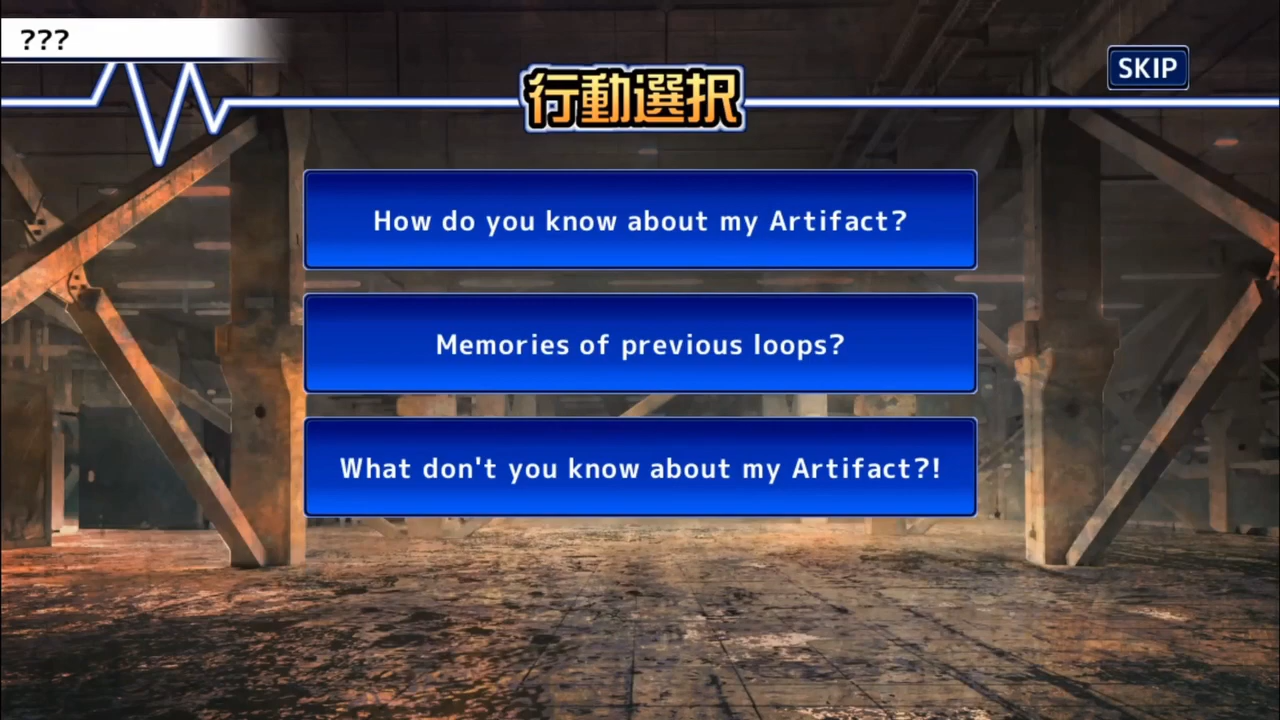 ???
SKIP
行動選択
How do you know about my Artifact?
Memories of previous loops?
What don't you know about my Artifact?!